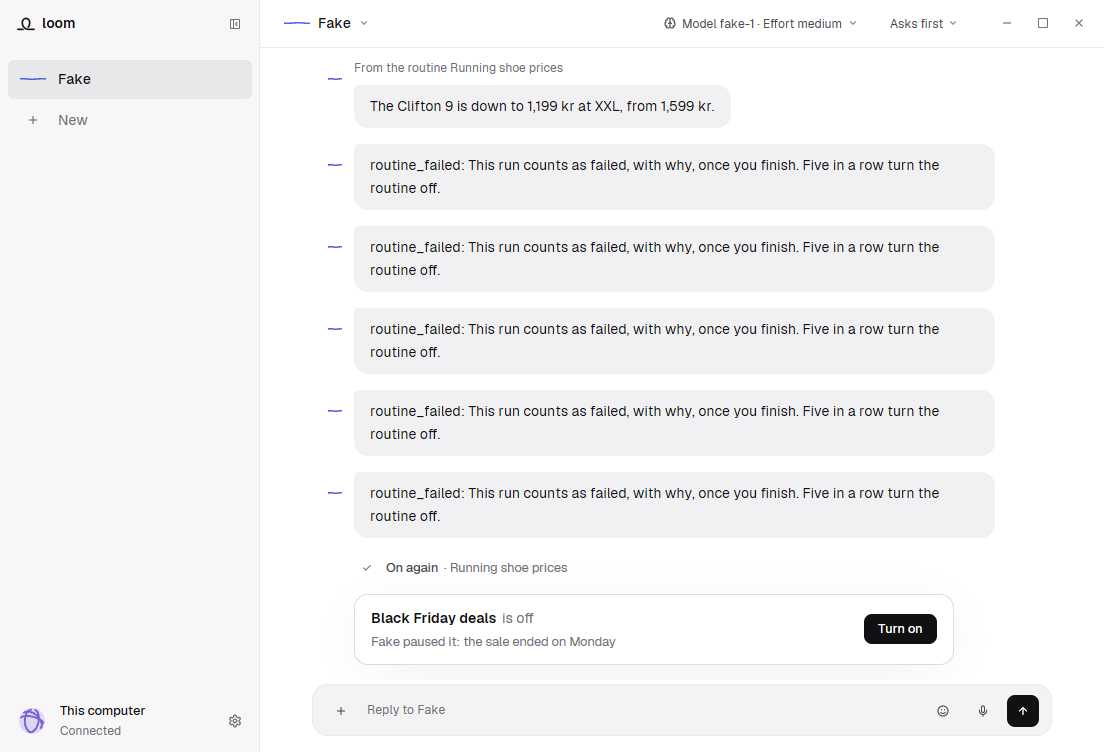 loom
Fake
Model fake-1 · Effort medium
Asks first
Fake
New
From the routine Running shoe prices
The Clifton 9 is down to 1,199 kr at XXL, from 1,599 kr.
routine_failed: This run counts as failed, with why, once you finish. Five in a row turn the
routine off.
routine_failed: This run counts as failed, with why, once you finish. Five in a row turn the
routine off.
routine_failed: This run counts as failed, with why, once you finish. Five in a row turn the
routine off.
routine_failed: This run counts as failed, with why, once you finish. Five in a row turn the
routine off.
routine_failed: This run counts as failed, with why, once you finish. Five in a row turn the
routine off.
On again · Running shoe prices
Black Friday deals is off
Fake paused it: the sale ended on Monday
Turn on
Reply to Fake
This computer
Connected